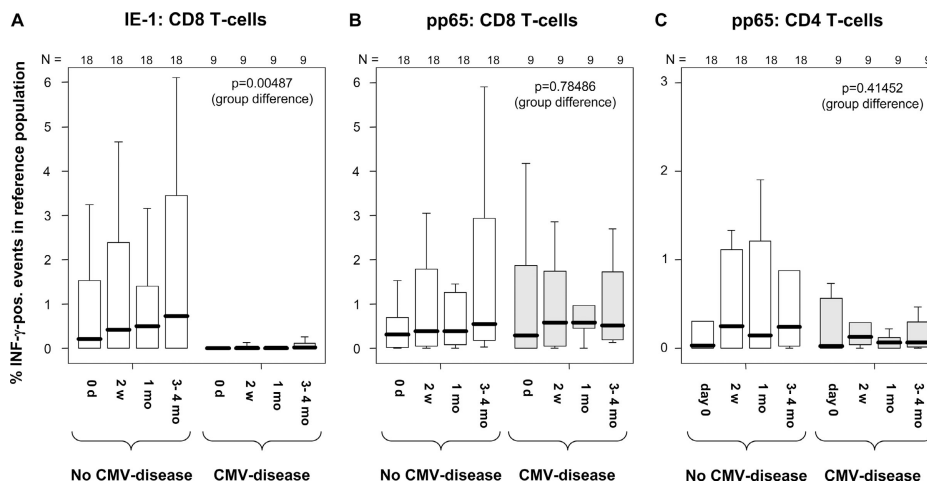 A IE-1: CD8 T-cells
N = 18 18 18 18 9 9 9 9
p=0.00487
(group difference)
% INF-γ-pos. events in reference population
6
5
4
3
2
1
0
0 d
2 w
1 mo
3- 4 mo
0 d
2 w
1 mo
3- 4 mo
No CMV-disease CMV-disease
B pp65: CD8 T-cells
N = 18 18 18 18 9 9 9 9
p=0.78486
(group difference)
6
5
4
3
2
1
0
0 d
2 w
1 mo
3- 4 mo
0 d
2 w
1 mo
3- 4 mo
No CMV-disease CMV-disease
C pp65: CD4 T-cells
N = 18 18 18 18 9 9 9 9
p=0.41452
(group difference)
3
2
1
0
day 0
2 w
1 mo
3- 4 mo
day 0
2 w
1 mo
3- 4 mo
No CMV-disease CMV-disease